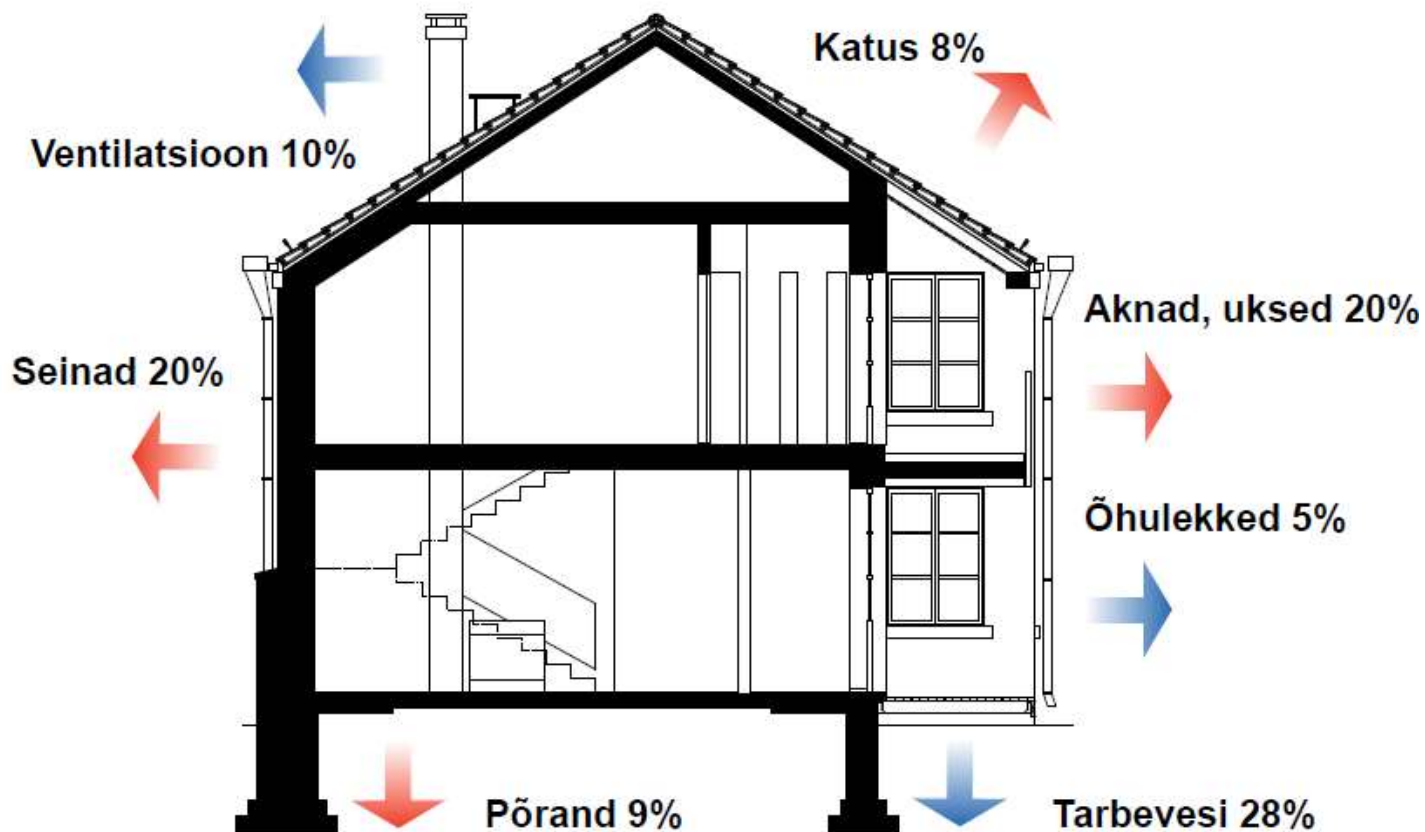 Katus 8%
Ventilatsioon 10%
Aknad, uksed 20%
Seinad 20%
Õhulekked 5%
Põrand 9%
Tarbevesi 28%